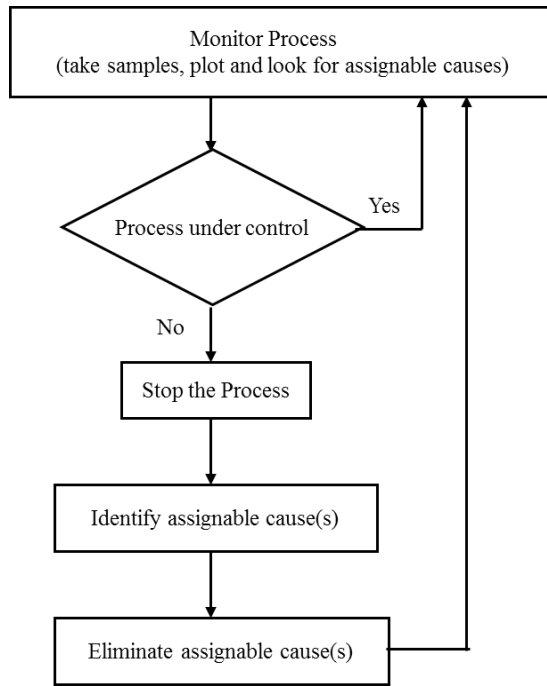 Monitor Process
(take samples, plot and look for assignable causes)
Process under control
Yes
No
Stop the Process
Identify assignable cause(s)
Eliminate assignable cause(s)